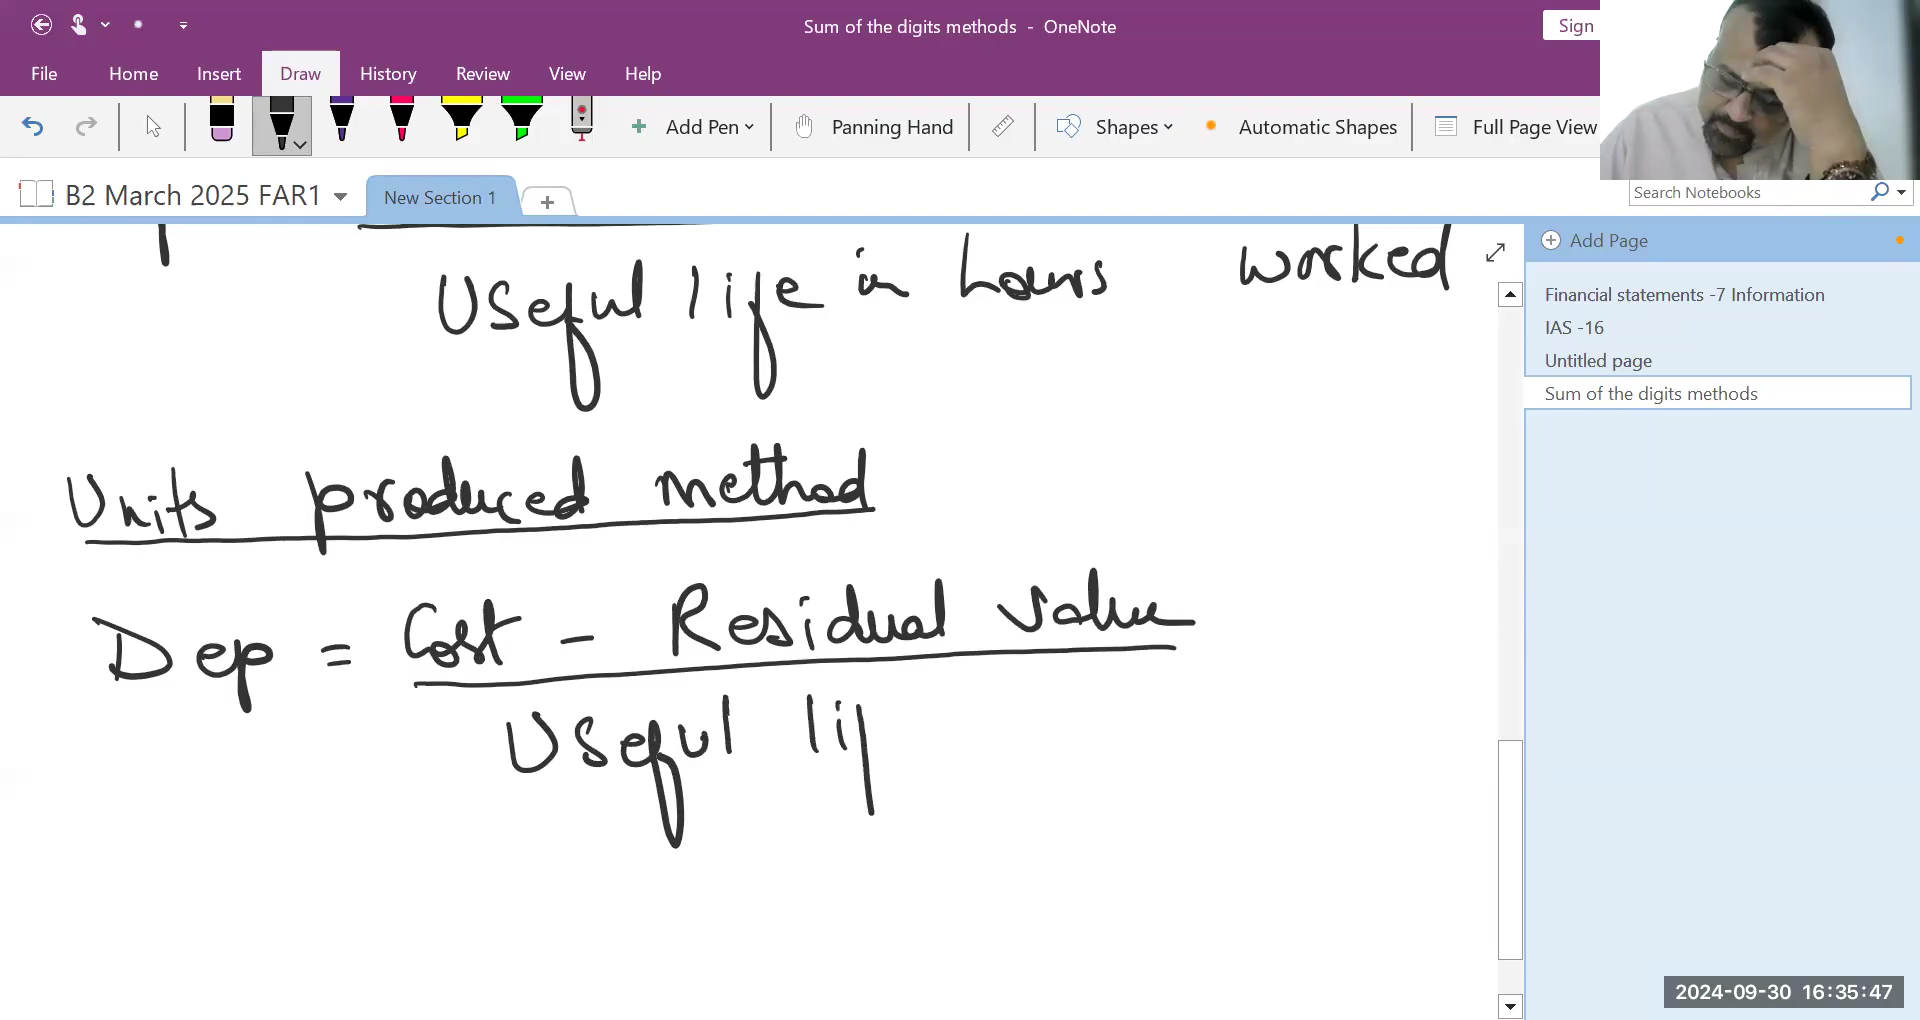 Sum of the digits methods - OneNote
Sign
File Home Insert Draw History Review View Help
Add Pen Panning Hand Shapes Automatic Shapes Full Page View
B2 March 2025 FAR1 New Section 1
Search Notebooks
Add Page
Financial statements -7 Information
IAS -16
Untitled page
Sum of the digits methods
Useful life in hours worked
Units produced method
Dep = Cost - Residual value
Useful lif
2024-09-30 16:35:47